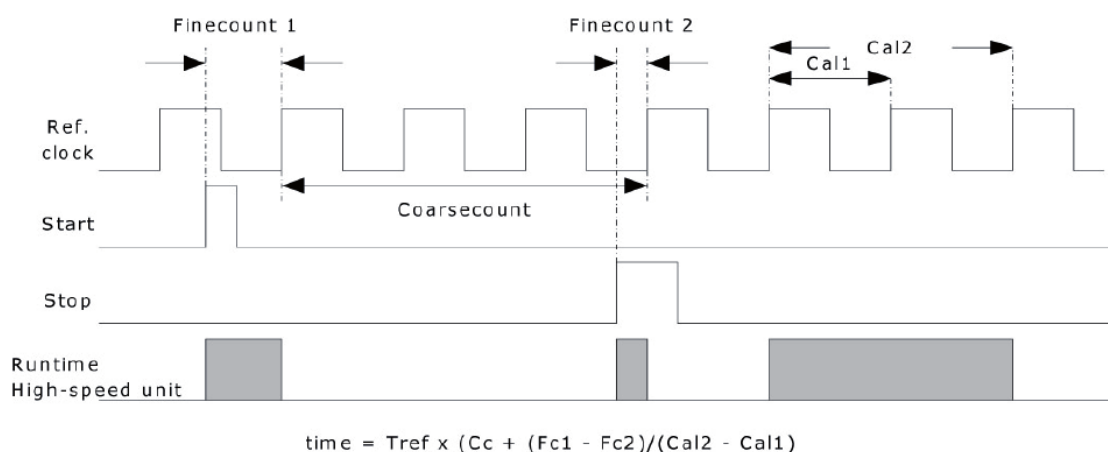 Finecount 1
Finecount 2
Cal2
Cal1
Ref.
clock
Coarsecount
Start
Stop
Runtime
High-speed unit
time = Tref x (Cc + (Fc1 - Fc2)/(Cal2 - Cal1)